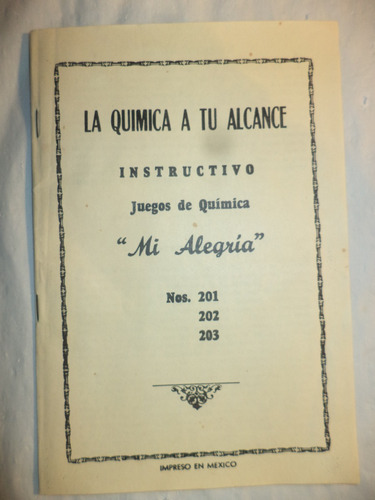 LA QUIMICA A TU ALCANCE
INSTRUCTIVO
Juegos de Química
"Mi Alegría"
Nos. 201
202
203
IMPRESO EN MEXICO